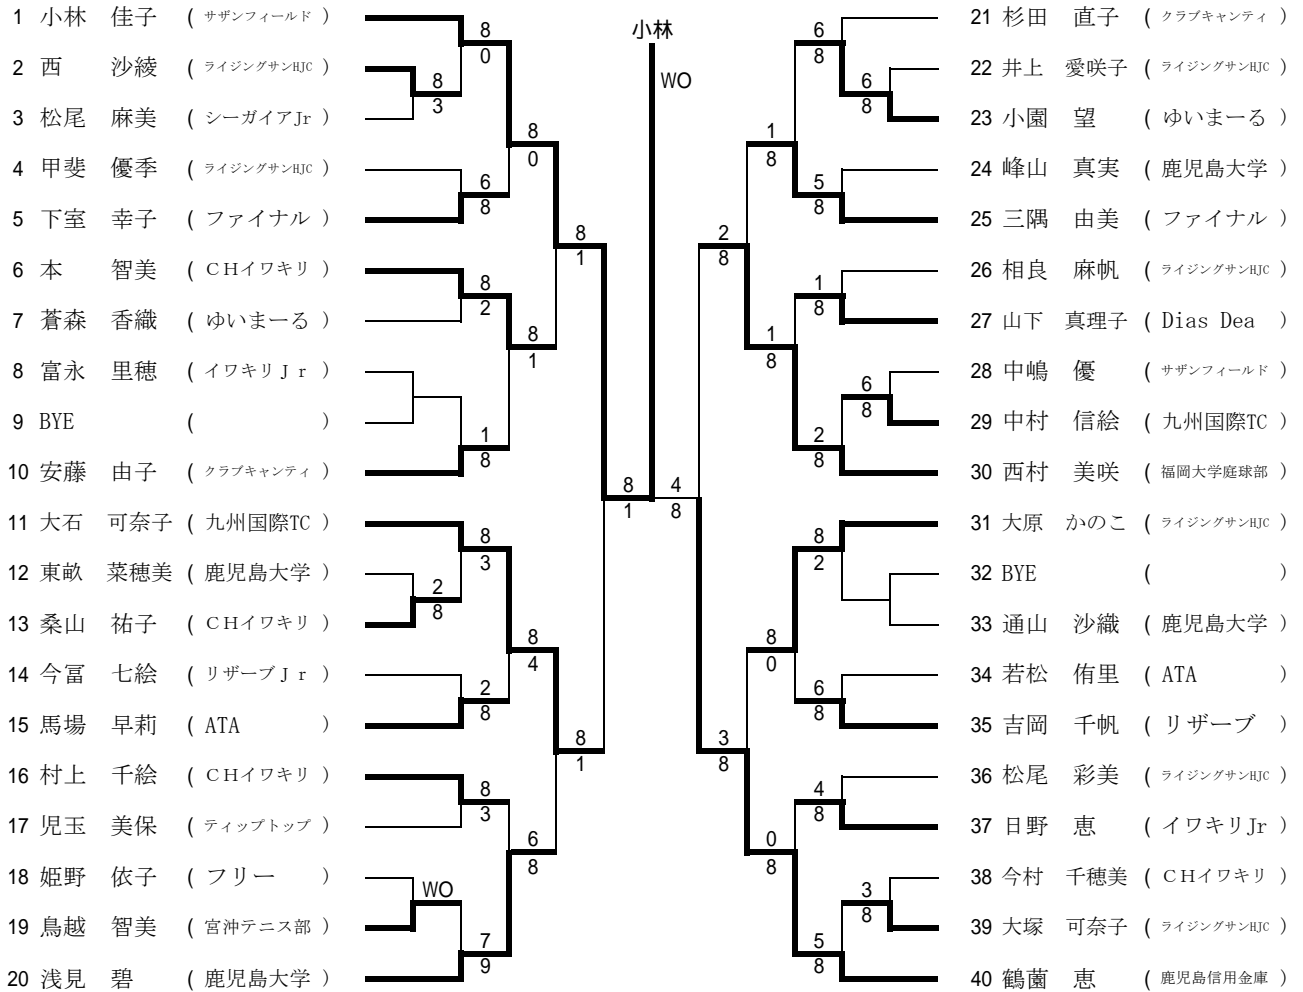 1 小林 佳子 ( サザンフィールド )
2 西 沙綾 ( ライジングサンHJC )
3 松尾 麻美 ( シーガイアJr )
4 甲斐 優季 ( ライジングサンHJC )
5 下室 幸子 ( ファイナル )
6 本 智美 ( CHイワキリ )
7 蒼森 香織 ( ゆいまーる )
8 富永 里穂 ( イワキリJr )
9 BYE ( )
10 安藤 由子 ( クラブキャンティ )
11 大石 可奈子 ( 九州国際TC )
12 東畝 菜穂美 ( 鹿児島大学 )
13 桑山 祐子 ( CHイワキリ )
14 今冨 七絵 ( リザーブJr )
15 馬場 早莉 ( ATA )
16 村上 千絵 ( CHイワキリ )
17 児玉 美保 ( ティップトップ )
18 姫野 依子 ( フリー )
19 鳥越 智美 ( 宮沖テニス部 )
20 浅見 碧 ( 鹿児島大学 )
8 0
8 3
8 0
6 8
8 1
8 2
8 1
1 8
8 1
8 3
2 8
8 4
2 8
8 1
8 3
6 8
WO
7 9
小林
WO
4 8
6 8
6 8
1 8
5 8
2 8
1 8
1 8
6 8
2 8
8 2
8 0
6 8
3 8
4 8
0 8
3 8
5 8
21 杉田 直子 ( クラブキャンティ )
22 井上 愛咲子 ( ライジングサンHJC )
23 小園 望 ( ゆいまーる )
24 峰山 真実 ( 鹿児島大学 )
25 三隅 由美 ( ファイナル )
26 相良 麻帆 ( ライジングサンHJC )
27 山下 真理子 ( Dias Dea )
28 中嶋 優 ( サザンフィールド )
29 中村 信絵 ( 九州国際TC )
30 西村 美咲 ( 福岡大学庭球部 )
31 大原 かのこ ( ライジングサンHJC )
32 BYE ( )
33 通山 沙織 ( 鹿児島大学 )
34 若松 侑里 ( ATA )
35 吉岡 千帆 ( リザーブ )
36 松尾 彩美 ( ライジングサンHJC )
37 日野 恵 ( イワキリJr )
38 今村 千穂美 ( CHイワキリ )
39 大塚 可奈子 ( ライジングサンHJC )
40 鶴薗 恵 ( 鹿児島信用金庫 )